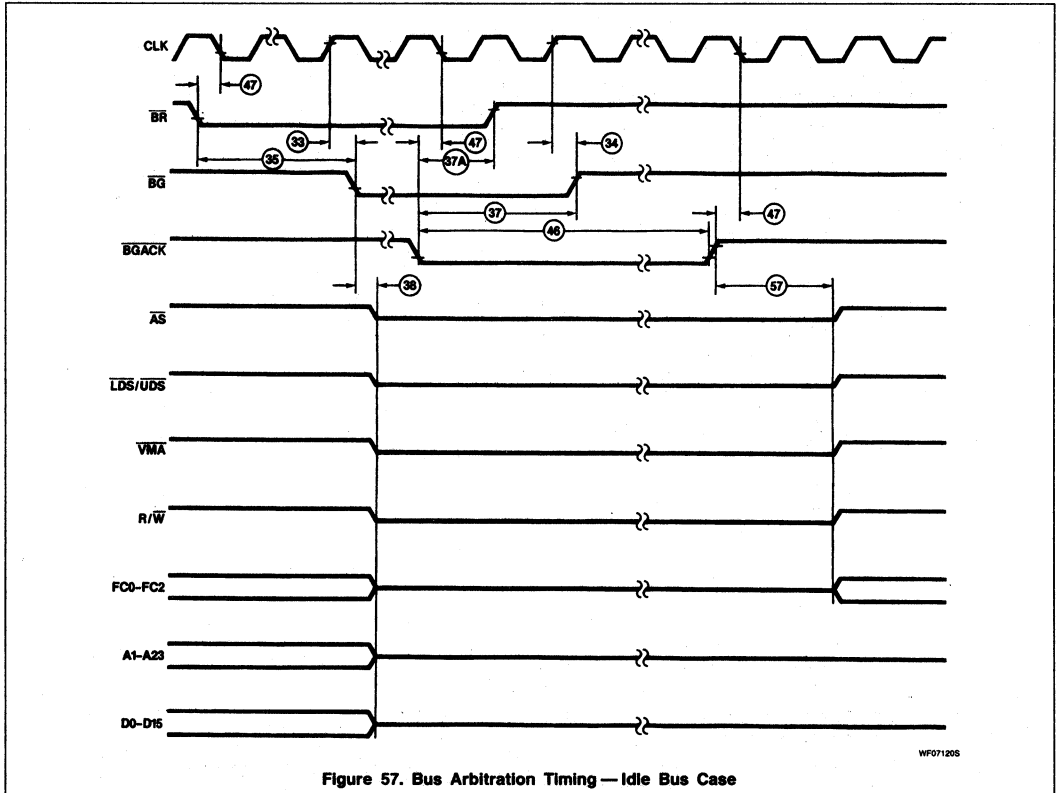 CLK
47
BR
33
47
34
35
37A
BG
37
47
46
BGACK
38
57
AS
LDS/UDS
VMA
R/W
FC0-FC2
A1-A23
D0-D15
WF07120S
Figure 57. Bus Arbitration Timing — Idle Bus Case